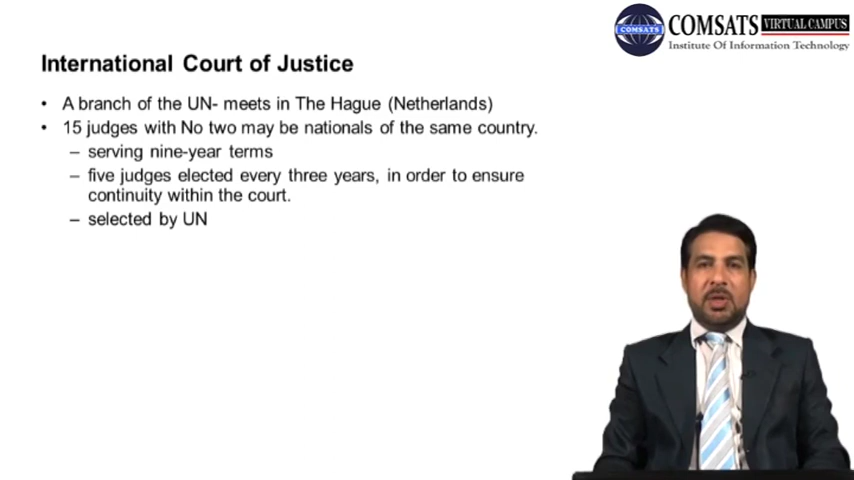 COMSATS VIRTUAL CAMPUS
COMSATS
Institute Of Information Technology
International Court of Justice
• A branch of the UN- meets in The Hague (Netherlands)
• 15 judges with No two may be nationals of the same country.
– serving nine-year terms
– five judges elected every three years, in order to ensure
continuity within the court.
– selected by UN